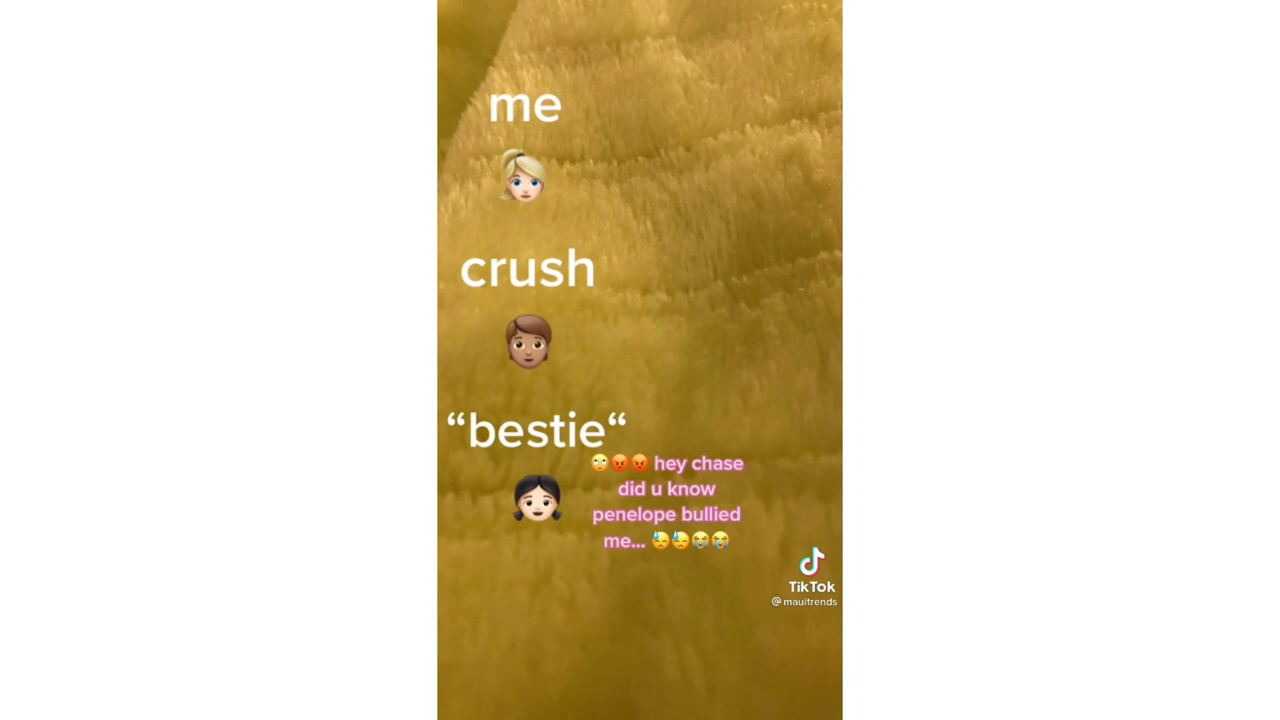 me
crush
“bestie“
🙄😡😡 hey chase
did u know
penelope bullied
me... 😓😓😭😭
TikTok
@mauitrends